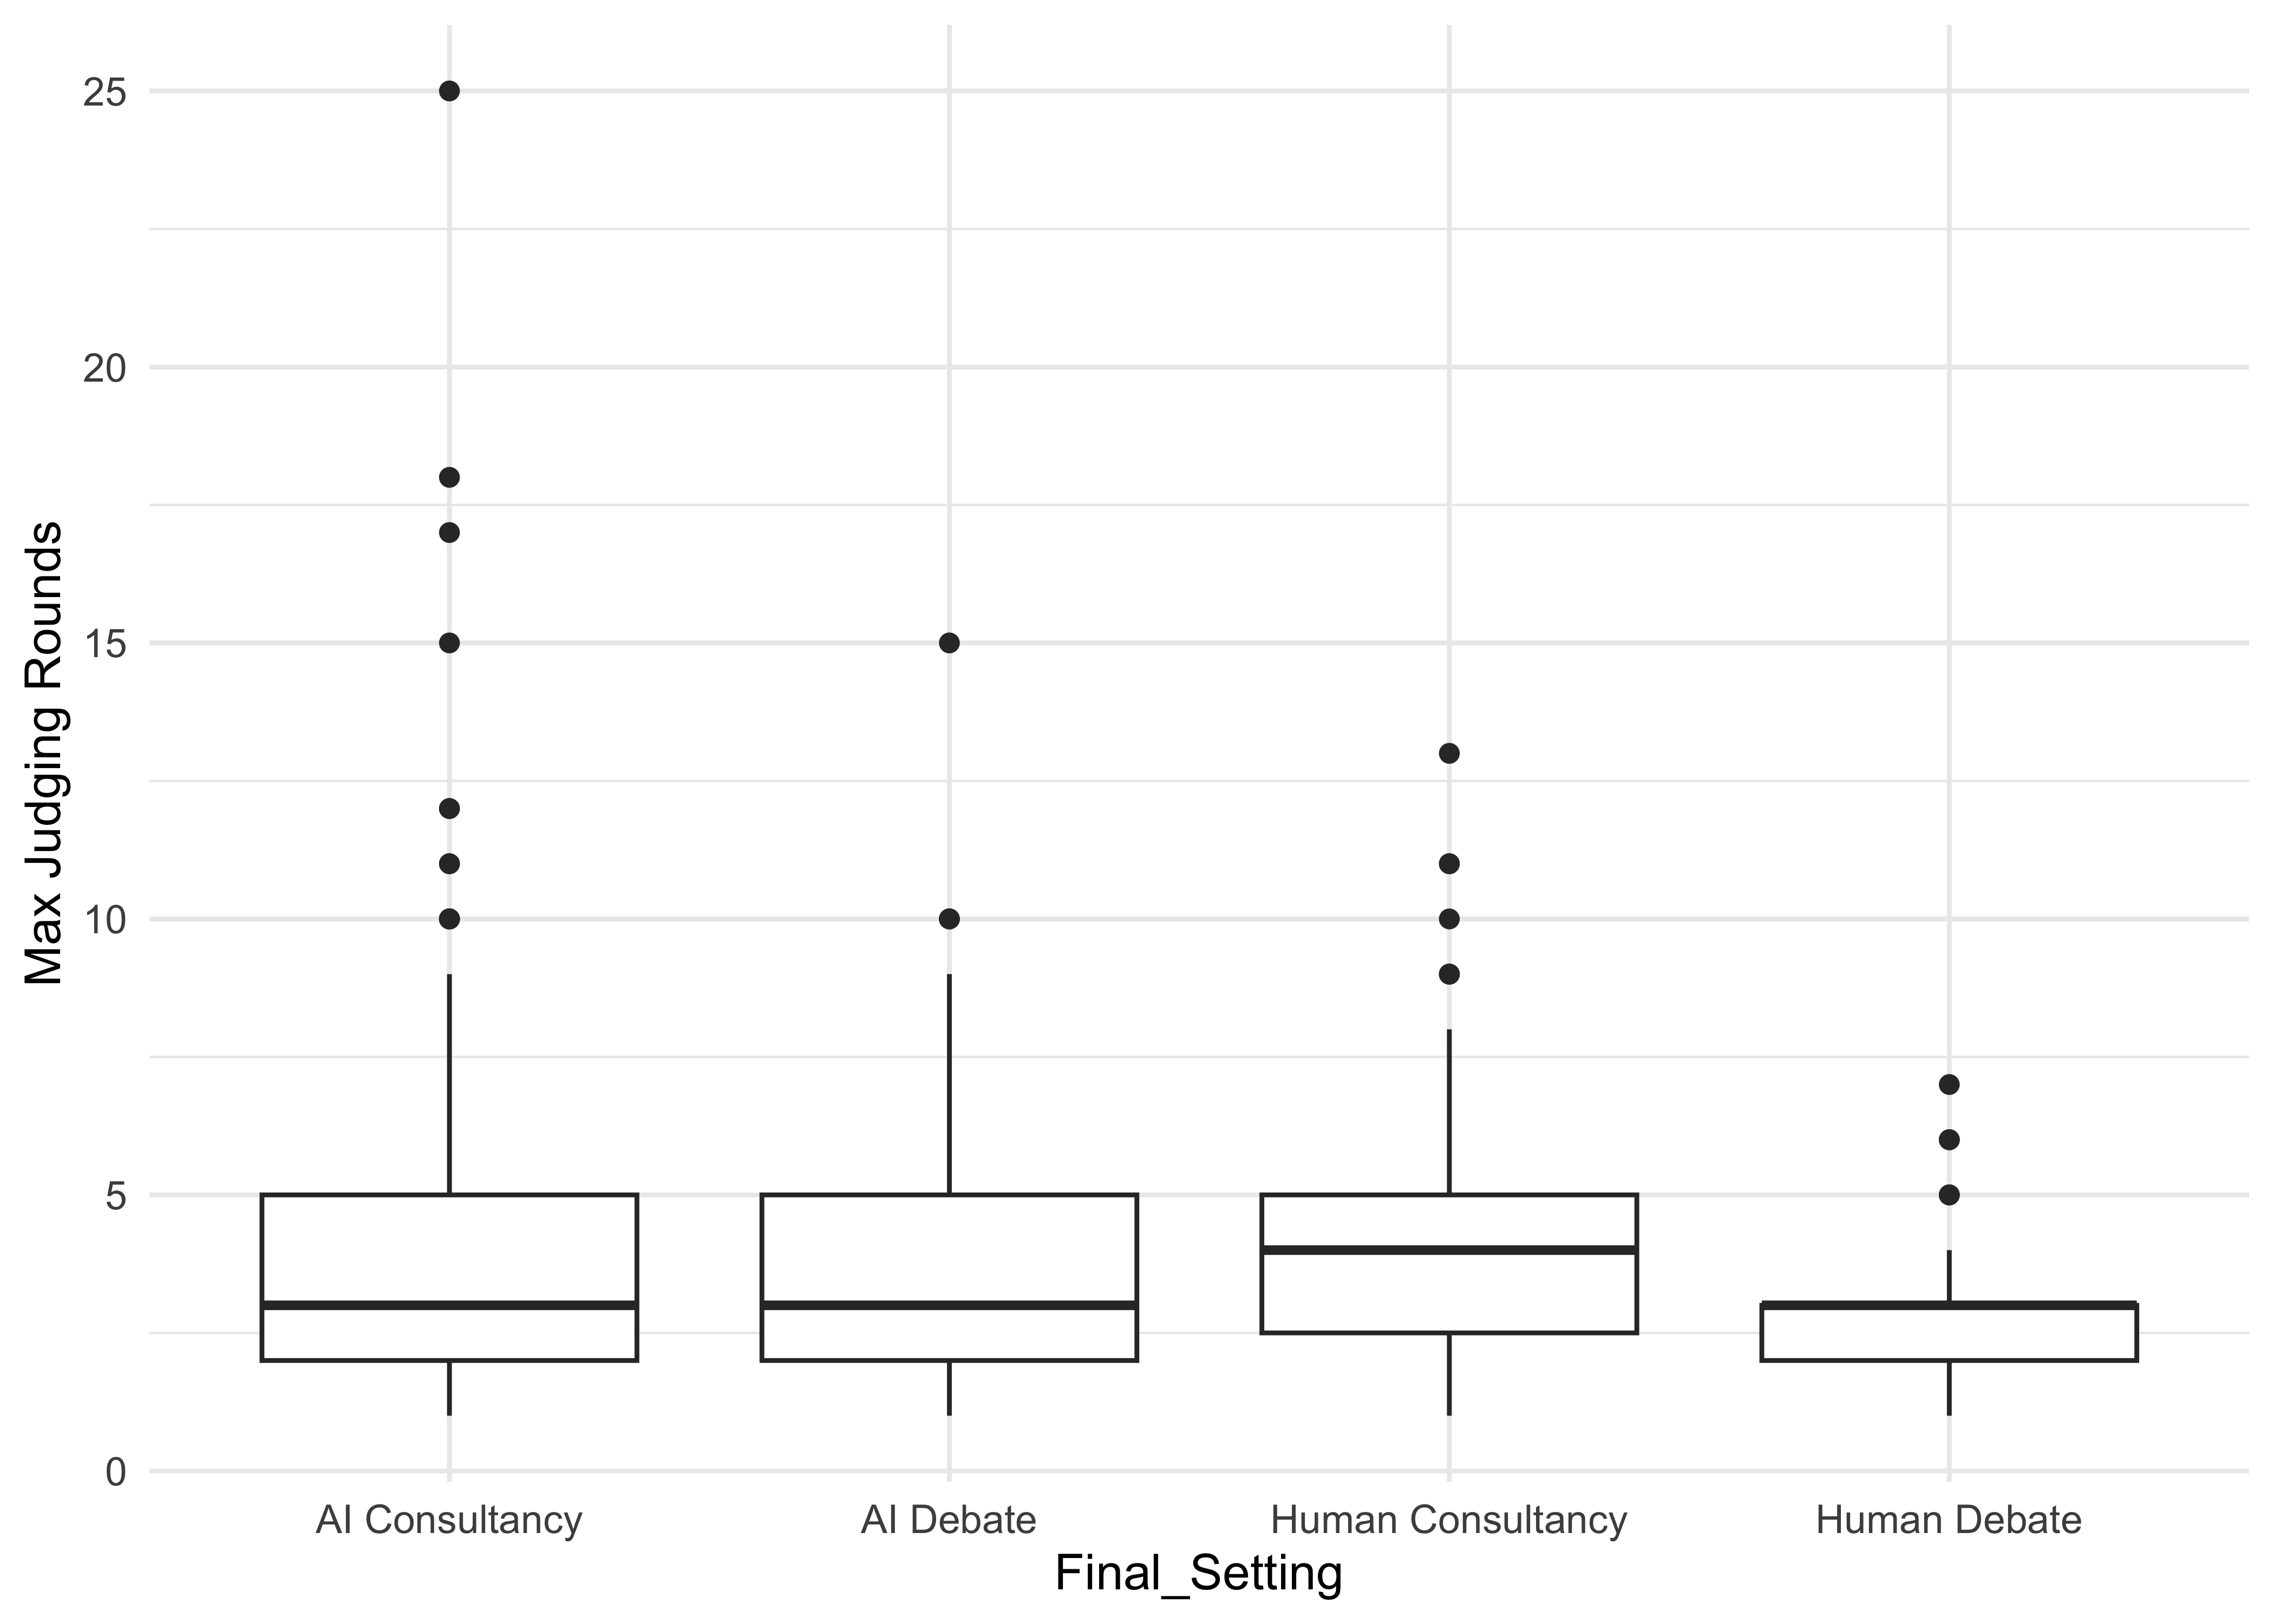 Max Judging Rounds
25
20
15
10
5
0
AI Consultancy
AI Debate
Human Consultancy
Human Debate
Final_Setting